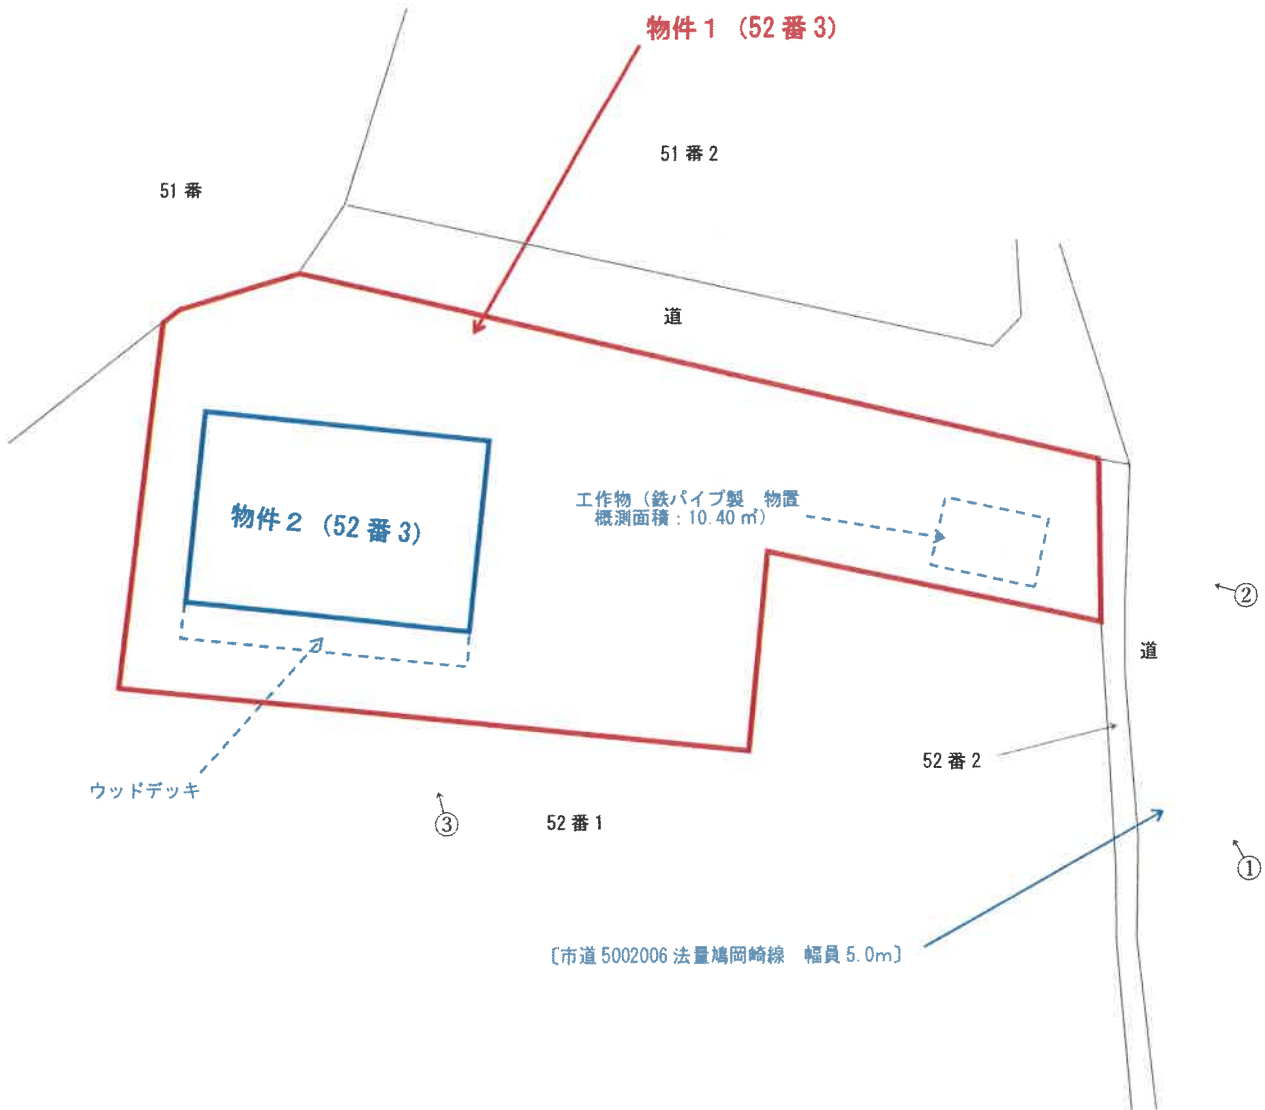 物件1 (52番3)
51番2
51番
道
工作物(鉄パイプ製 物置
概測面積:10.40㎡)
物件2 (52番3)
②
道
52番2
ウッドデッキ
③
52番1
①
〔市道5002006法量鳩岡崎線 幅員5.0m〕